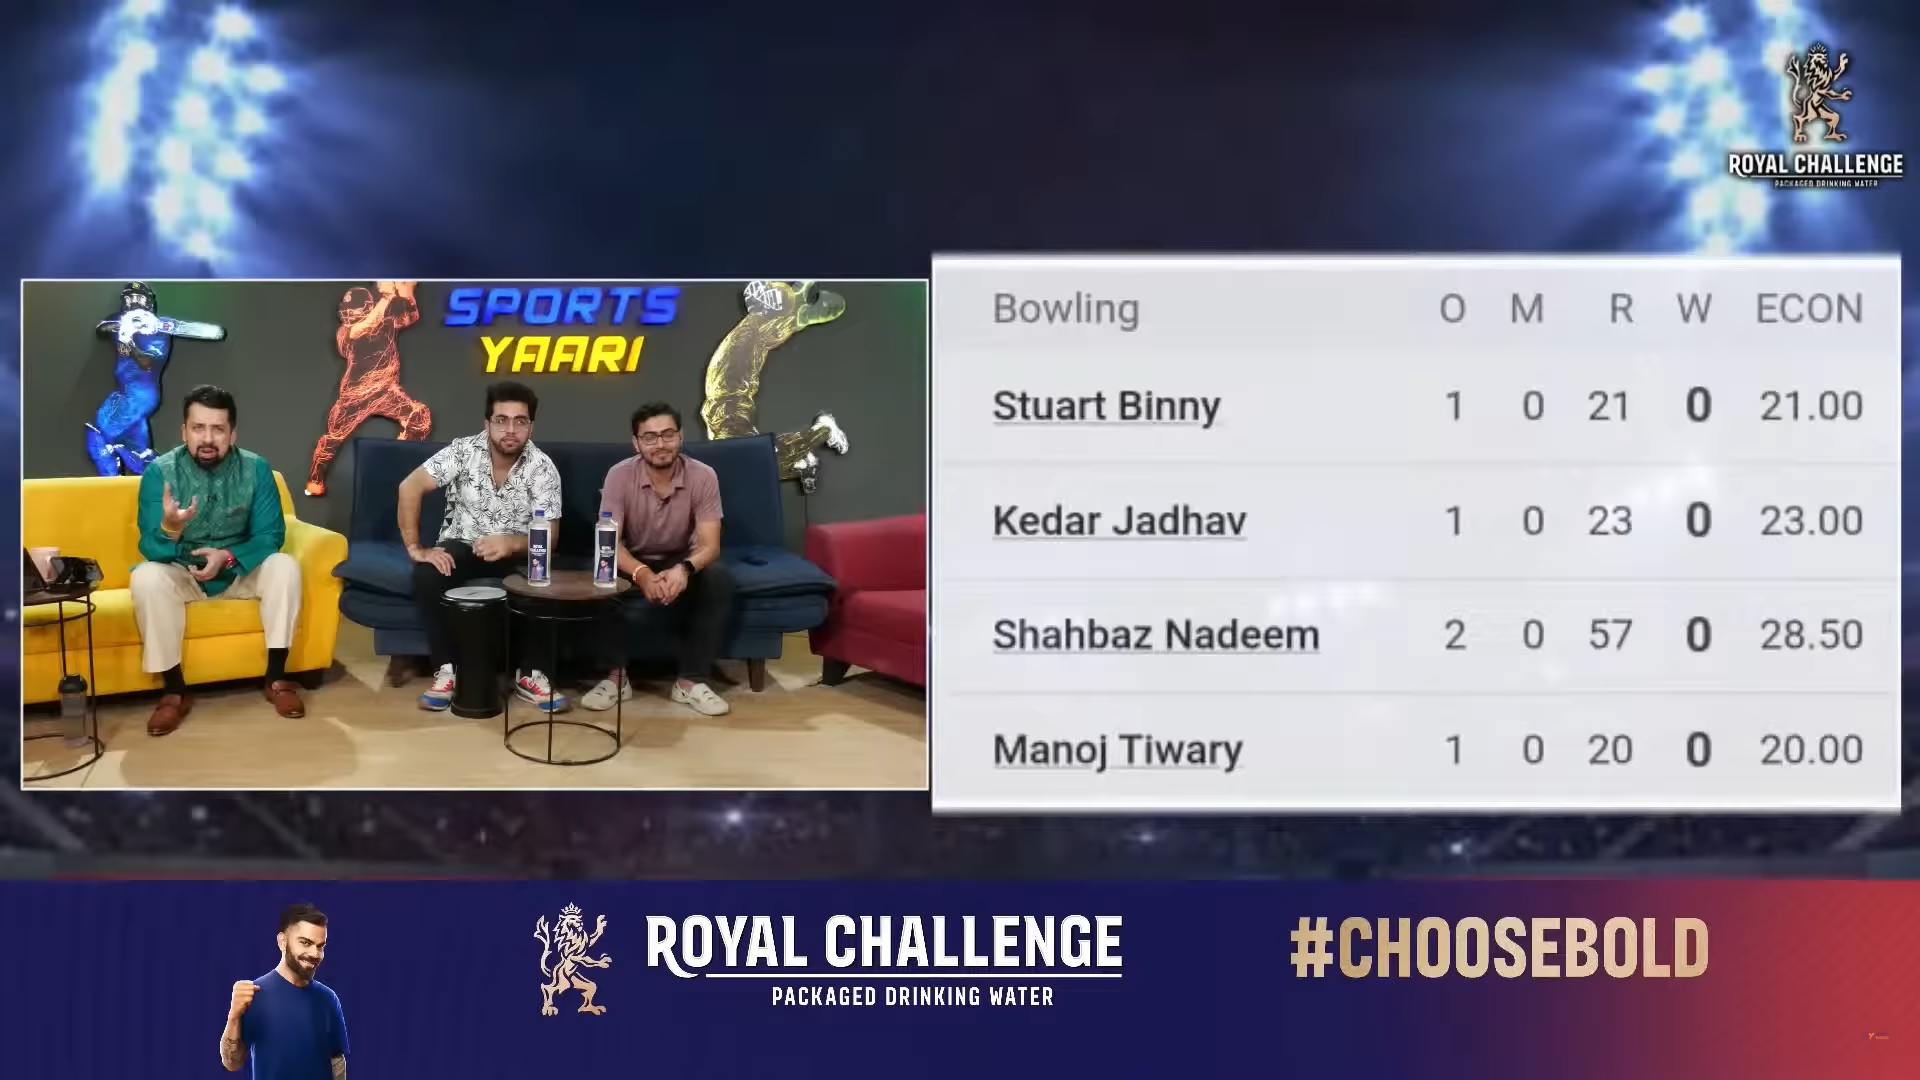 ROYAL CHALLENGE
PACKAGED DRINKING WATER
SPORTS
YAARI
Bowling O M R W ECON
Stuart Binny 1 0 21 0 21.00
Kedar Jadhav 1 0 23 0 23.00
Shahbaz Nadeem 2 0 57 0 28.50
Manoj Tiwary 1 0 20 0 20.00
ROYAL CHALLENGE
PACKAGED DRINKING WATER
#CHOOSEBOLD